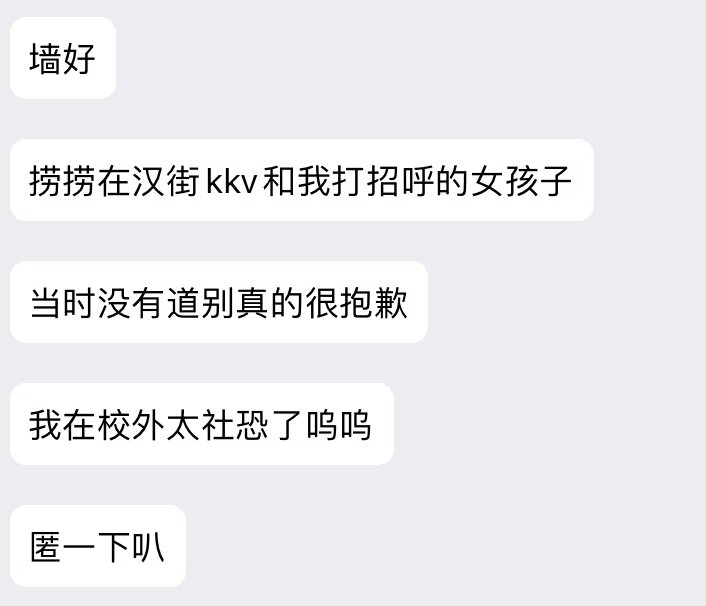 墙好
捞捞在汉街kkv和我打招呼的女孩子
当时没有道别真的很抱歉
我在校外太社恐了呜呜
匿一下叭